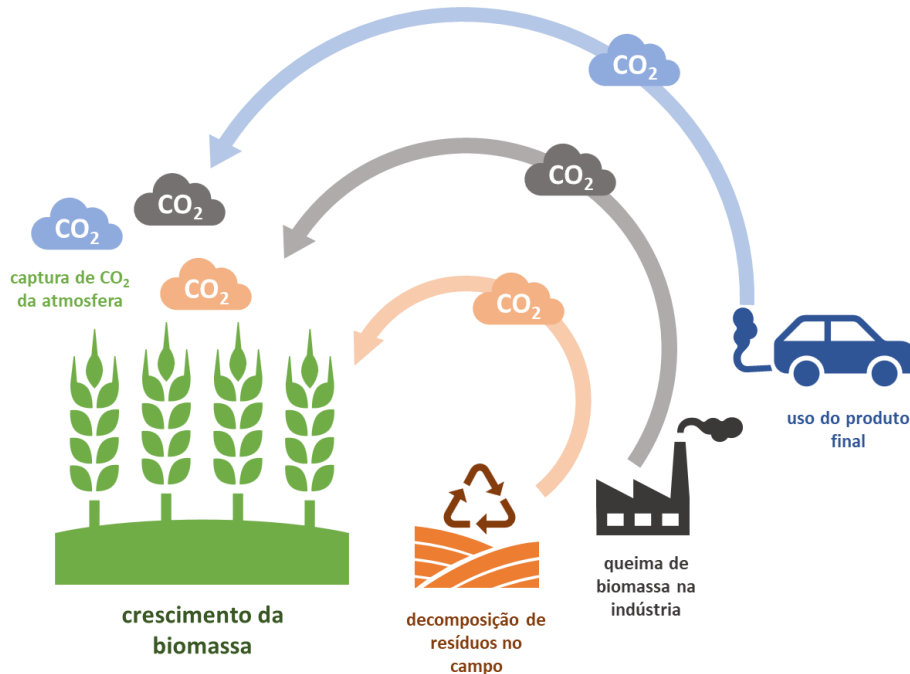 CO₂
CO₂
CO₂
CO₂
captura de CO₂
da atmosfera
CO₂
CO₂
uso do produto
final
queima de
biomassa na
indústria
crescimento da
biomassa
decomposição de
resíduos no
campo